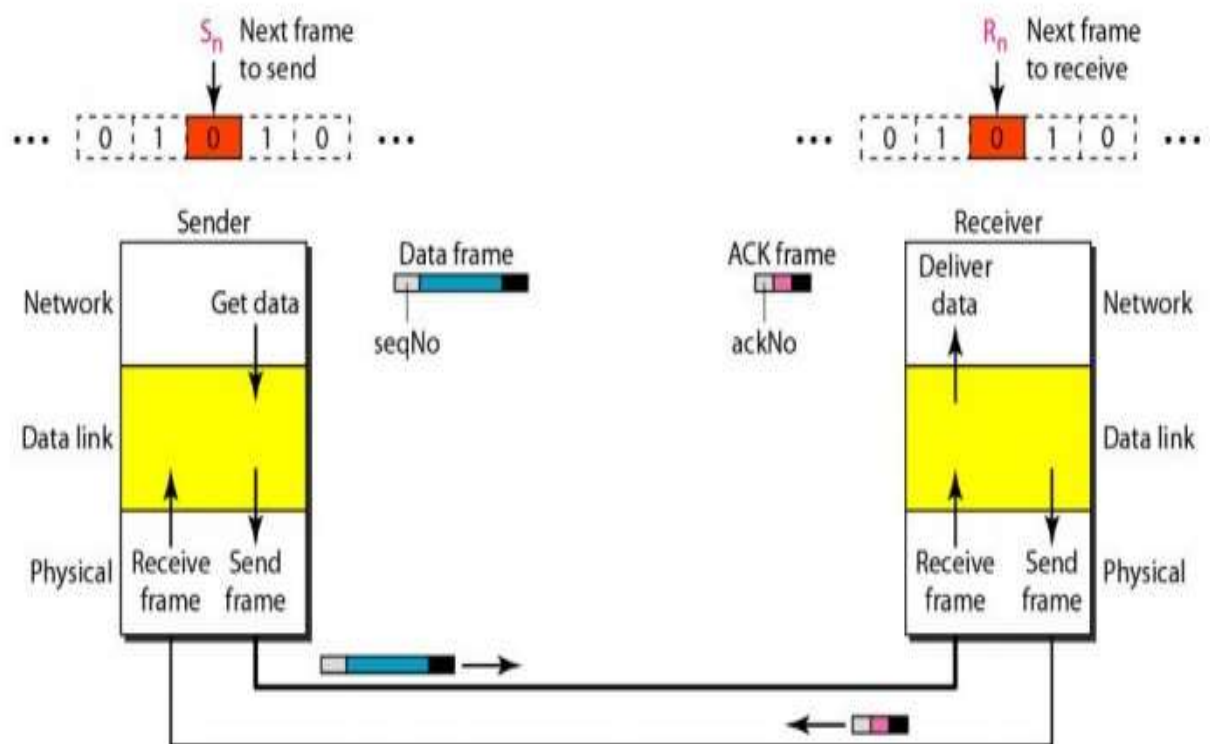 Sn Next frame
to send
Rn Next frame
to receive
••• 0 1 0 1 0 •••
••• 0 1 0 1 0 •••
Sender
Receiver
Data frame
ACK frame
seqNo
ackNo
Network
Get data
Deliver
data
Network
Data link
Data link
Physical
Receive
frame
Send
frame
Receive
frame
Send
frame
Physical